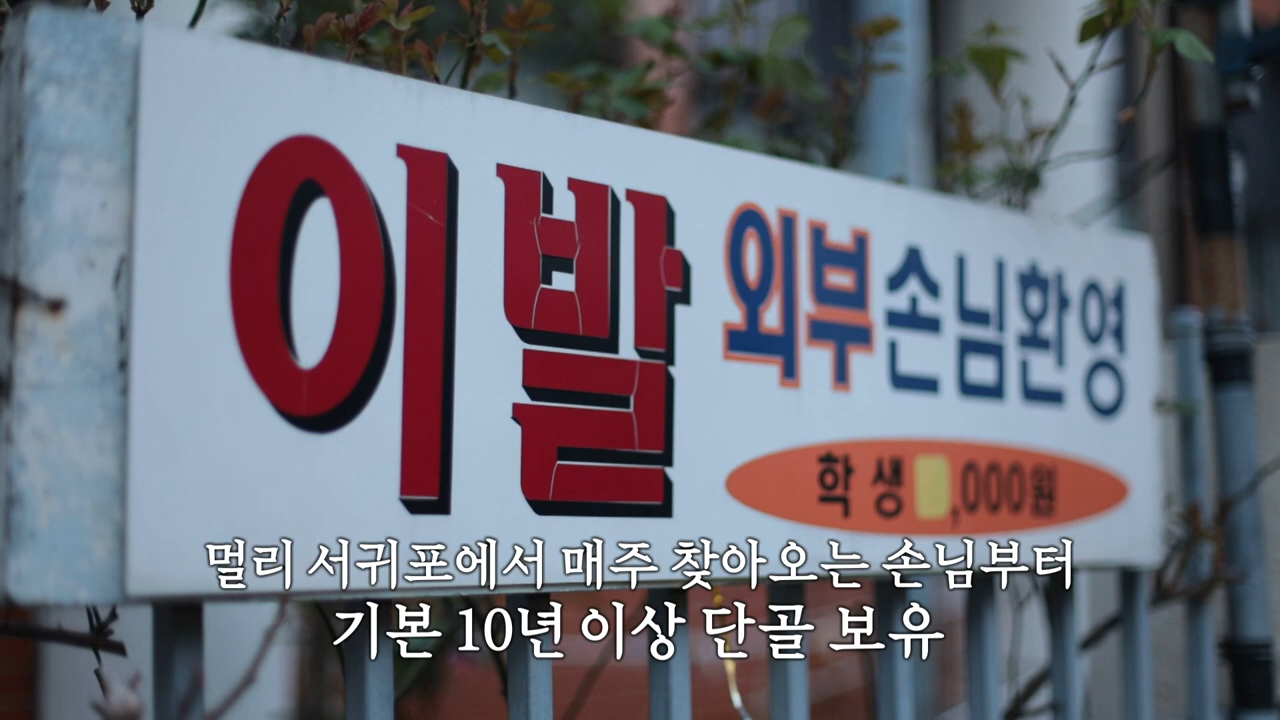 이발
외부손님환영
학생 ,000원
멀리 서귀포에서 매주 찾아오는 손님부터
기본 10년 이상 단골 보유